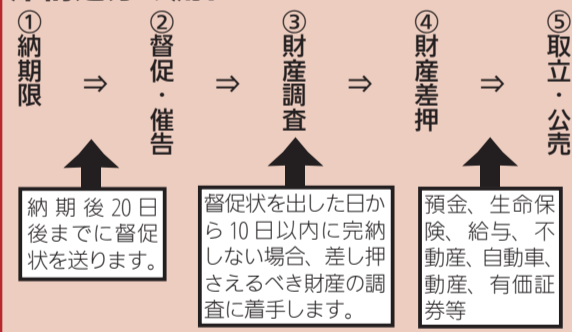 ①納期限
⇒
②督促・催告
⇒
③財産調査
⇒
④財産差押
⇒
⑤取立・公売
納期後20日
後までに督促
状を送ります。
督促状を出した日か
ら10日以内に完納
しない場合、差し押
さえるべき財産の調
査に着手します。
預金、生命保
険、給与、不
動産、自動車、
動産、有価証
券等